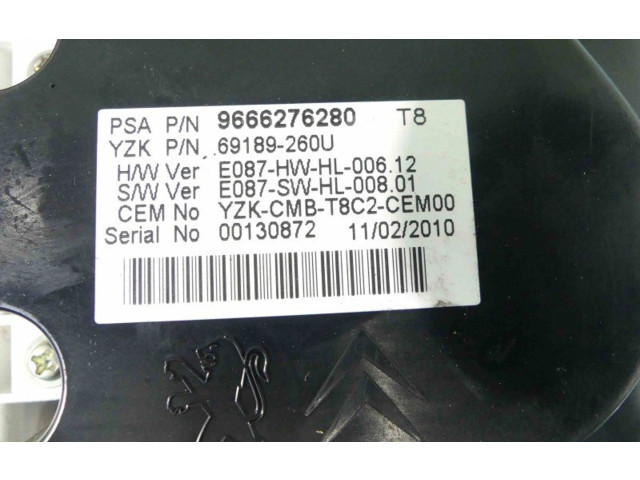 PSA P/N 9666276280 T8
YZK P/N 69189-260U
H/W Ver E087-HW-HL-006.12
S/W Ver E087-SW-HL-008.01
CEM No YZK-CMB-T8C2-CEM00
Serial No 00130872 11/02/2010